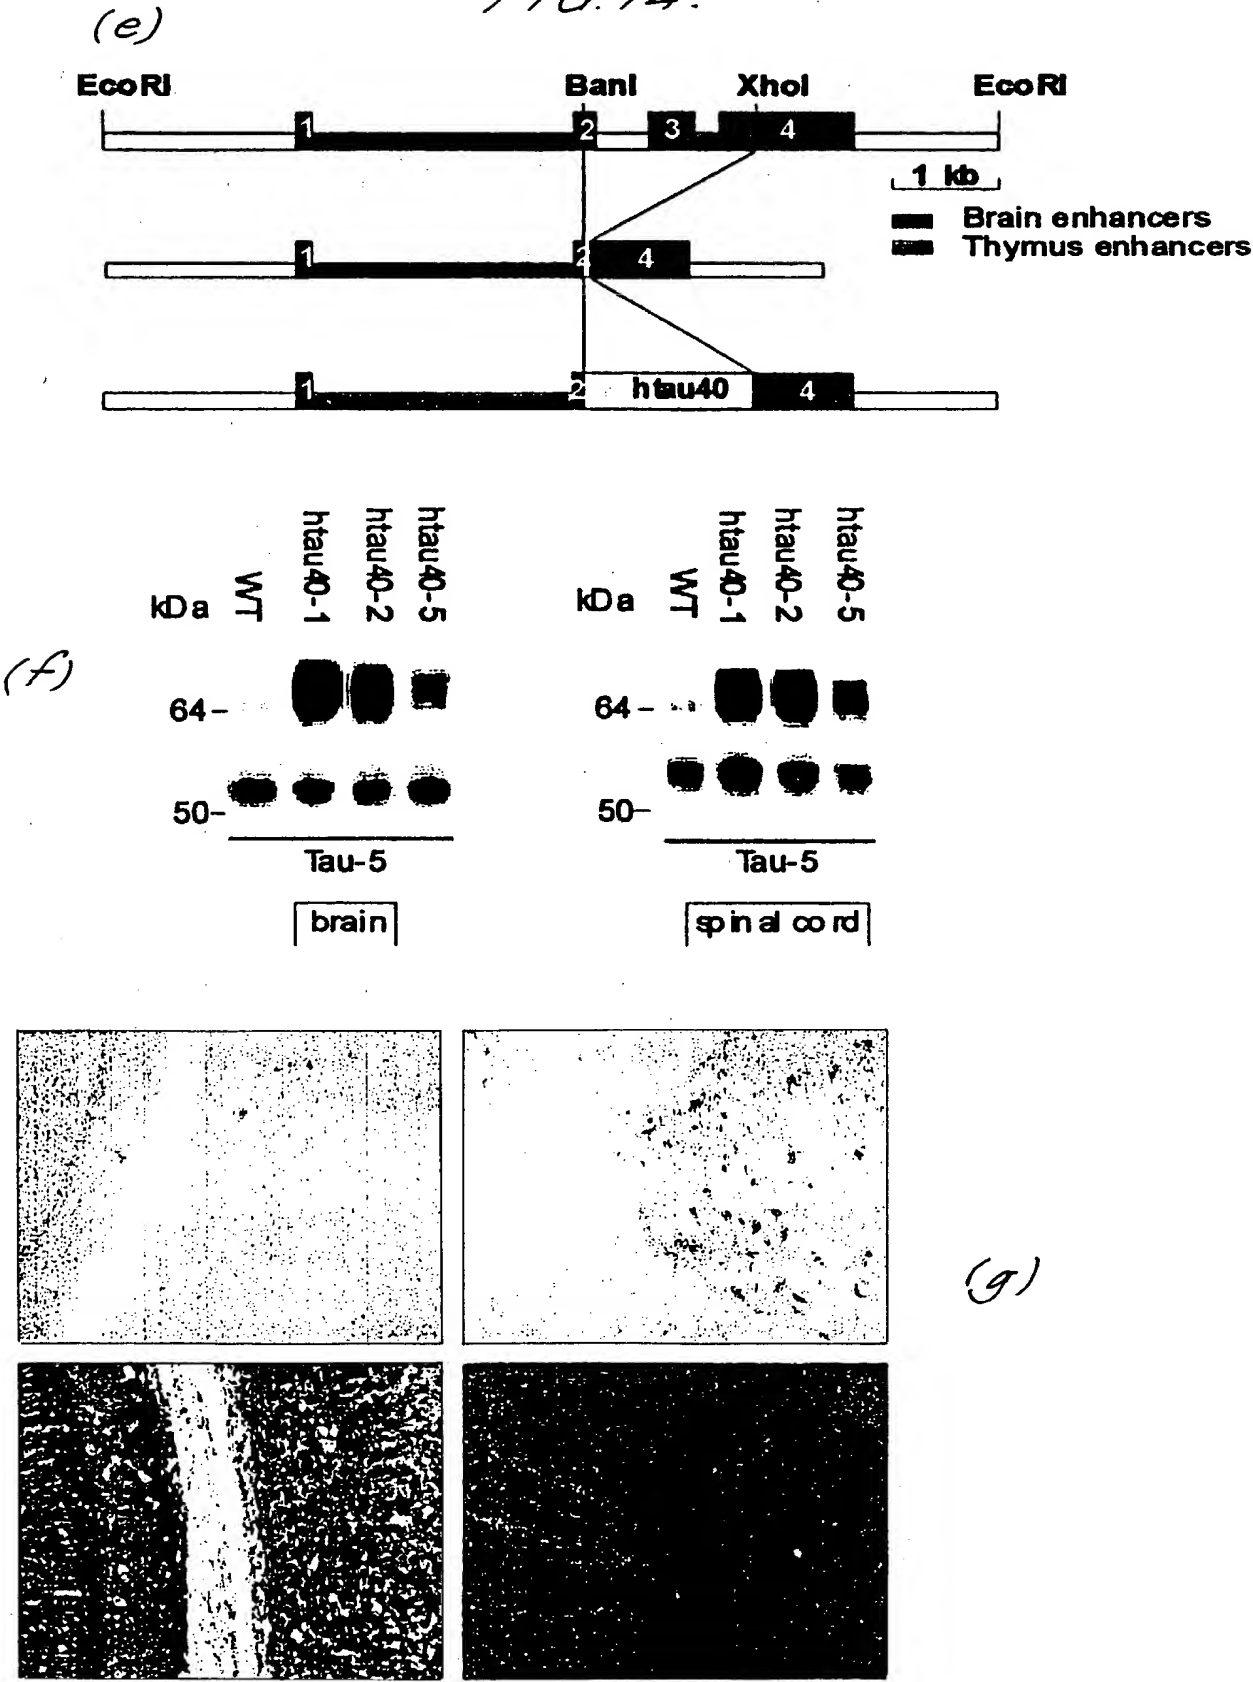 FIG. 14.
(e)
EcoRI BanI XhoI EcoRI
1 2 3 4
1 kb
Brain enhancers
Thymus enhancers
1 2 4
1 2 htau40 4
(f)
kDa WT htau40-1 htau40-2 htau40-5
64-
50-
Tau-5
brain
kDa WT htau40-1 htau40-2 htau40-5
64-
50-
Tau-5
spinal cord
(g)